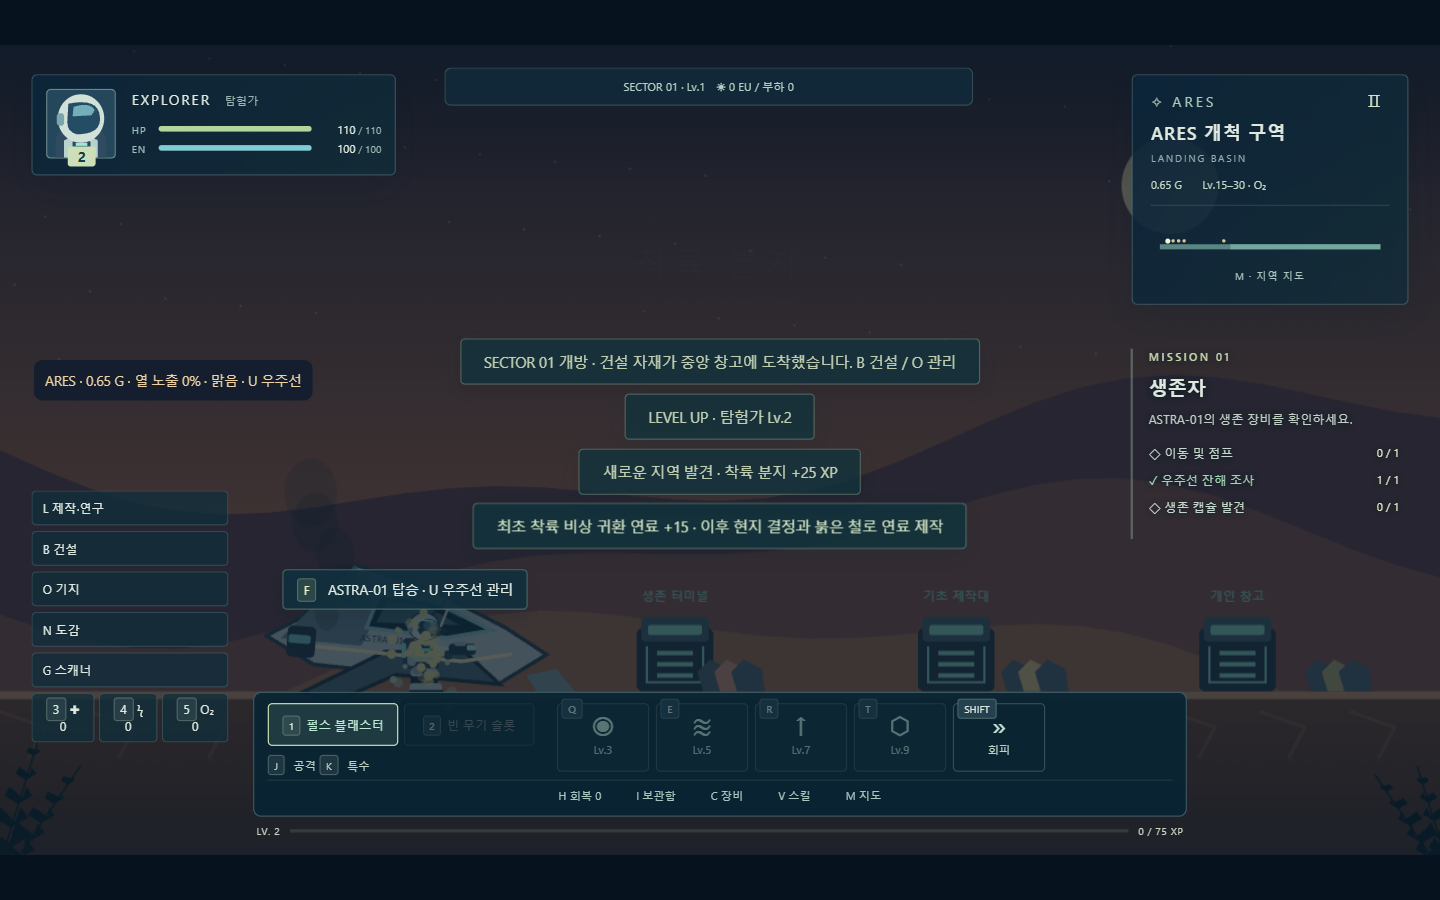 EXPLORER 탐험가
HP 110 / 110
EN 100 / 100
2
SECTOR 01 · Lv.1 ☀ 0 EU / 부하 0
✧ ARES II
ARES 개척 구역
LANDING BASIN
0.65 G Lv.15–30 · O₂
M · 지역 지도
SECTOR 01 개방 · 건설 자재가 중앙 창고에 도착했습니다. B 건설 / O 관리
LEVEL UP · 탐험가 Lv.2
새로운 지역 발견 · 착륙 분지 +25 XP
최초 착륙 비상 귀환 연료 +15 · 이후 현지 결정과 붉은 철로 연료 제작
ARES · 0.65 G · 열 노출 0% · 맑음 · U 우주선
MISSION 01
생존자
ASTRA-01의 생존 장비를 확인하세요.
◇ 이동 및 점프 0 / 1
✓ 우주선 잔해 조사 1 / 1
◇ 생존 캡슐 발견 0 / 1
L 제작·연구
B 건설
O 기지
N 도감
G 스캐너
3 ✚ 0
4 ϟ 0
5 O₂ 0
F ASTRA-01 탑승 · U 우주선 관리
생존 터미널
기초 제작대
개인 창고
1 펄스 블래스터
2 빈 무기 슬롯
J 공격 K 특수
Q Lv.3
E Lv.5
R Lv.7
T Lv.9
SHIFT » 회피
H 회복 0 I 보관함 C 장비 V 스킬 M 지도
LV. 2 0 / 75 XP